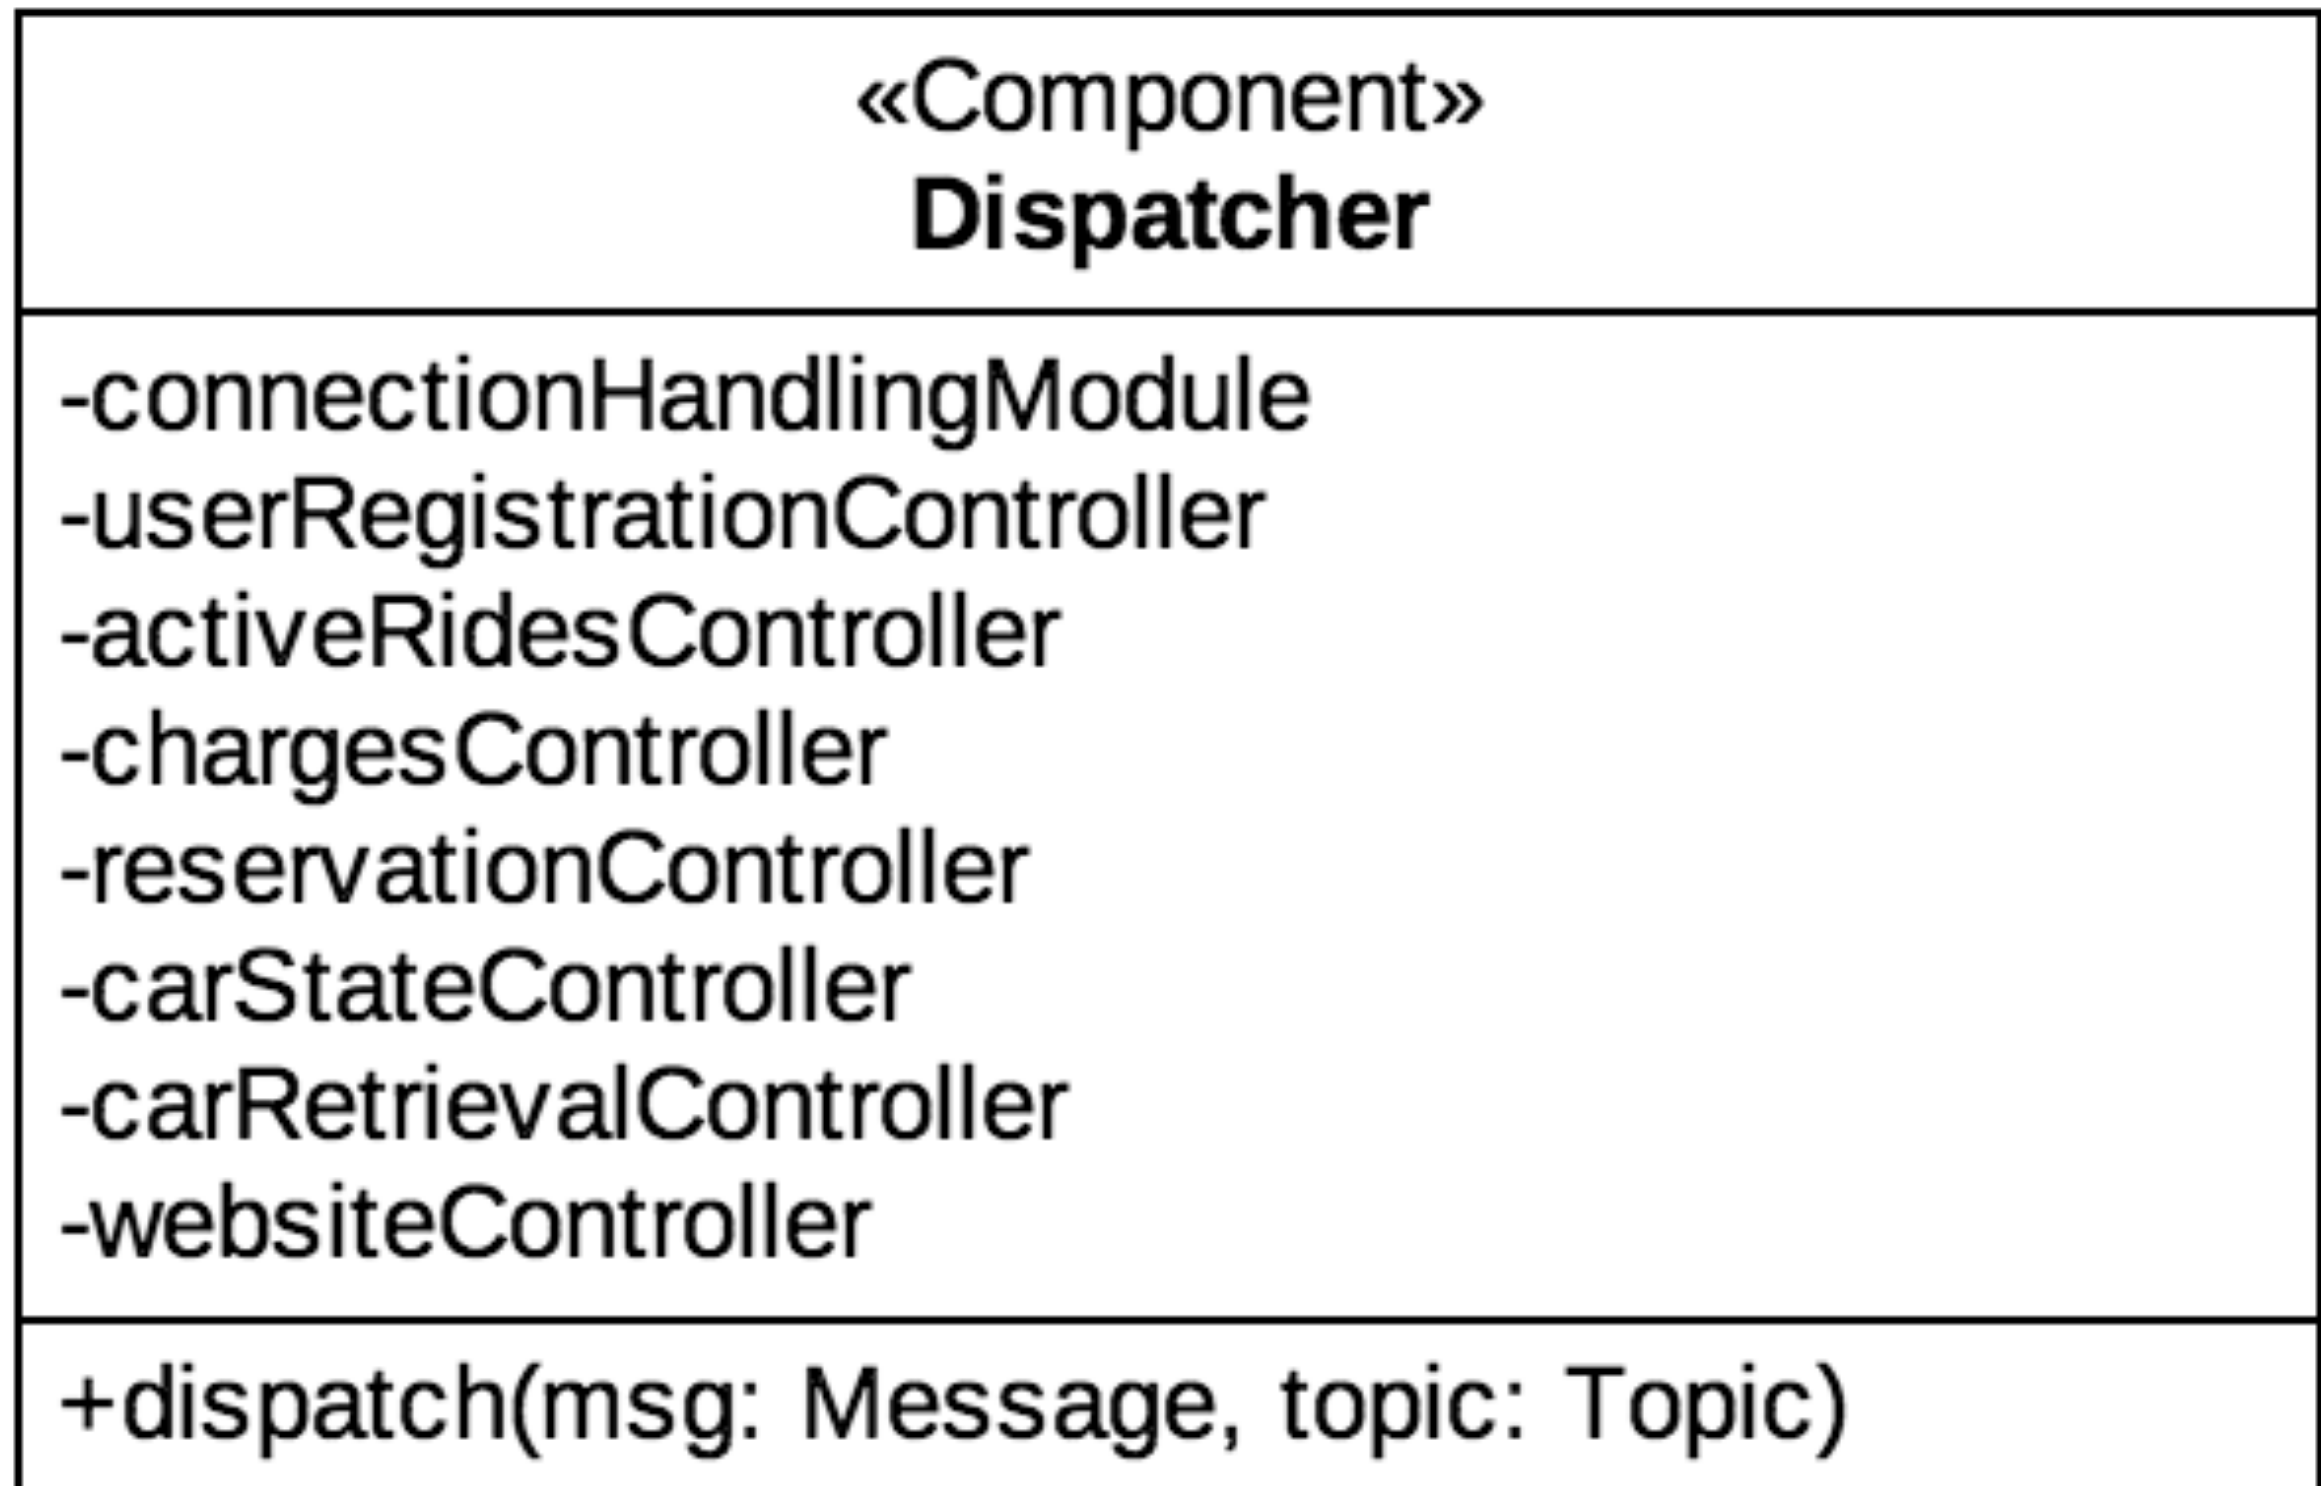 «Component»
Dispatcher
-connectionHandlingModule
-userRegistrationController
-activeRidesController
-chargesController
-reservationController
-carStateController
-carRetrievalController
-websiteController
+dispatch(msg: Message, topic: Topic)